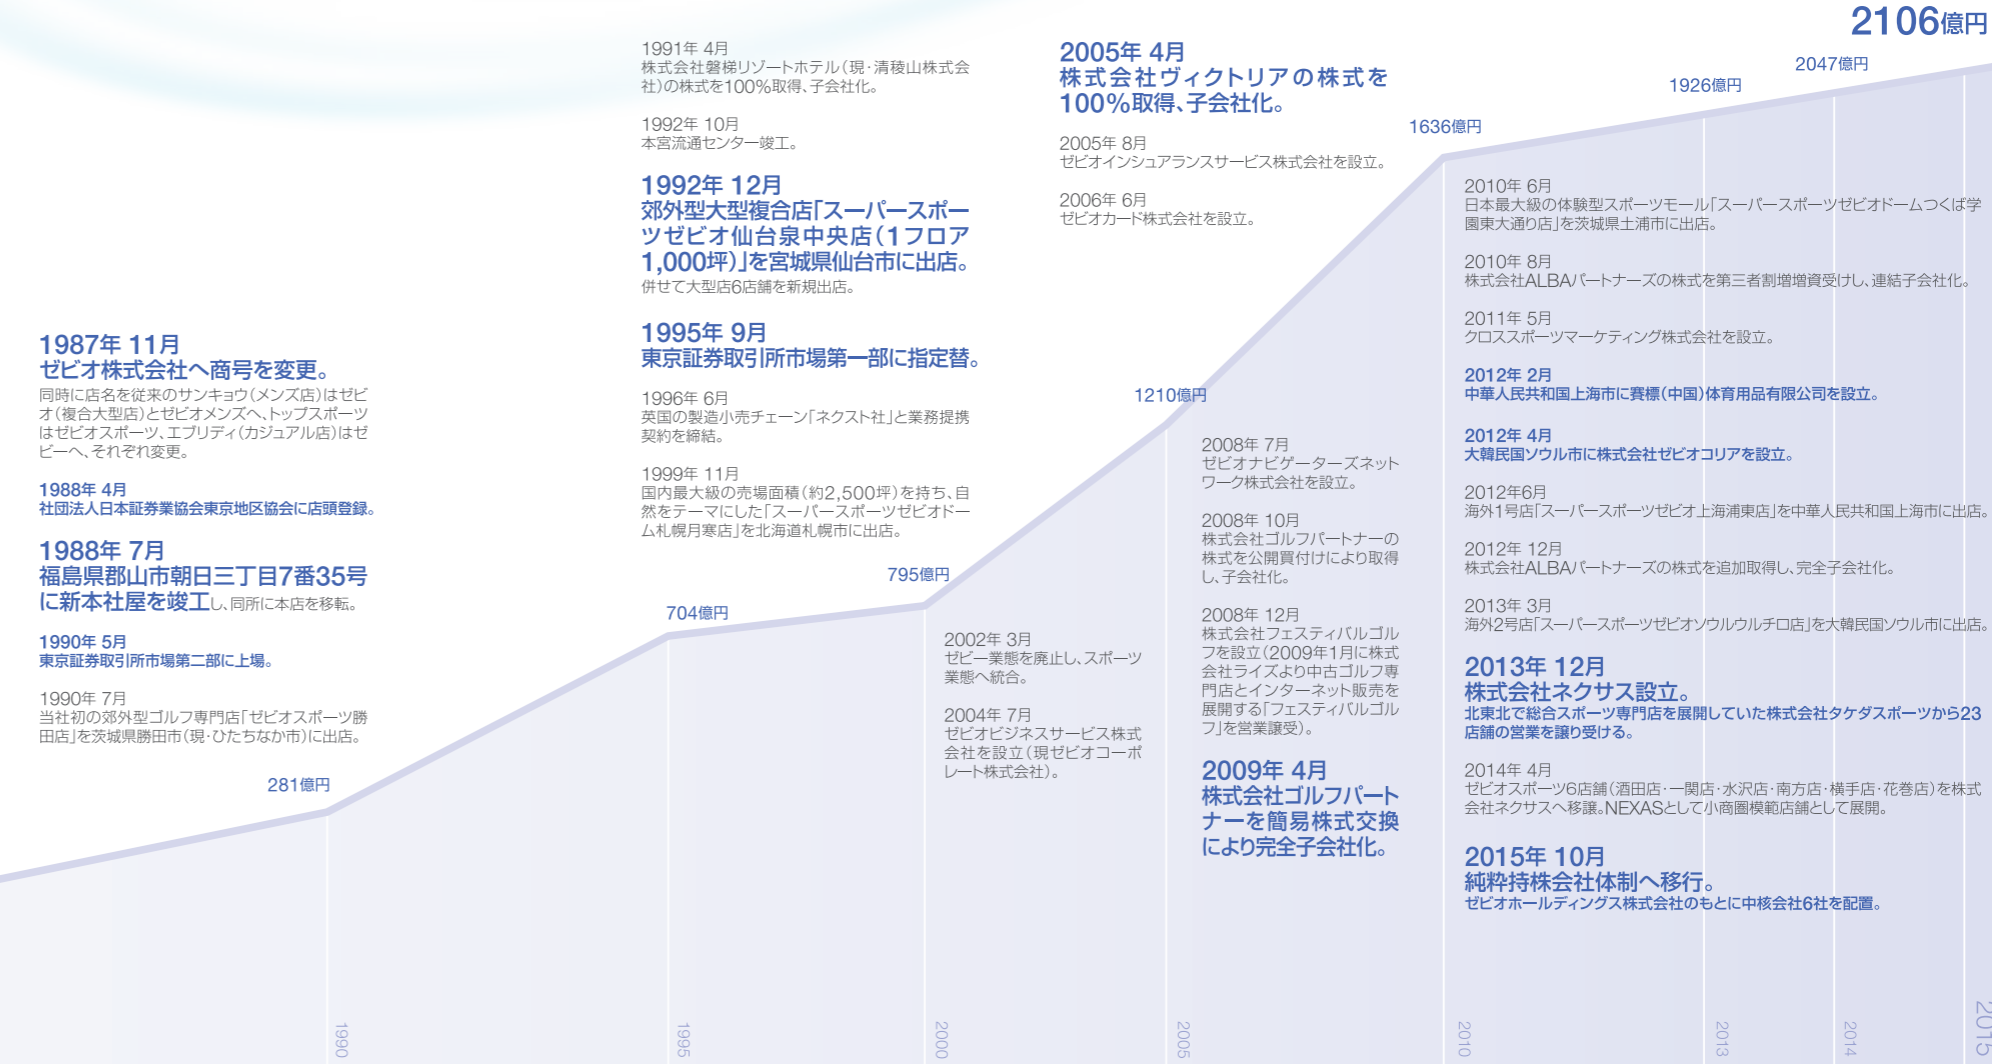 1987年 11月
ゼビオ株式会社へ商号を変更。
同時に店名を従来のサンキョウ（メンズ店）はゼビ
オ（複合大型店）とゼビオメンズへ、トップスポーツ
はゼビオスポーツ、エブリディ（カジュアル店）はゼ
ビーへ、それぞれ変更。
1988年 4月
社団法人日本証券業協会東京地区協会に店頭登録。
1988年 7月
福島県郡山市朝日三丁目7番35号
に新本社屋を竣工し、同所に本店を移転。
1990年 5月
東京証券取引所市場第二部に上場。
1990年 7月
当社初の郊外型ゴルフ専門店「ゼビオスポーツ勝
田店」を茨城県勝田市（現・ひたちなか市）に出店。
281億円
1990
1991年 4月
株式会社磐梯リゾートホテル（現・清稜山株式会
社）の株式を100%取得、子会社化。
1992年 10月
本宮流通センター竣工。
1992年 12月
郊外型大型複合店「スーパースポー
ツゼビオ仙台泉中央店（1フロア
1,000坪）」を宮城県仙台市に出店。
併せて大型店6店舗を新規出店。
1995年 9月
東京証券取引所市場第一部に指定替。
1996年 6月
英国の製造小売チェーン「ネクスト社」と業務提携
契約を締結。
1999年 11月
国内最大級の売場面積（約2,500坪）を持ち、自
然をテーマにした「スーパースポーツゼビオドー
ム札幌月寒店」を北海道札幌市に出店。
704億円
1995
795億円
2000
2002年 3月
ゼビー業態を廃止し、スポーツ
業態へ統合。
2004年 7月
ゼビオビジネスサービス株式
会社を設立（現ゼビオコーポ
レート株式会社）。
2005年 4月
株式会社ヴィクトリアの株式を
100%取得、子会社化。
2005年 8月
ゼビオインシュアランスサービス株式会社を設立。
2006年 6月
ゼビオカード株式会社を設立。
1210億円
2005
2008年 7月
ゼビオナビゲーターズネット
ワーク株式会社を設立。
2008年 10月
株式会社ゴルフパートナーの
株式を公開買付けにより取得
し、子会社化。
2008年 12月
株式会社フェスティバルゴル
フを設立（2009年1月に株式
会社ライズより中古ゴルフ専
門店とインターネット販売を
展開する「フェスティバルゴル
フ」を営業譲受）。
2009年 4月
株式会社ゴルフパート
ナーを簡易株式交換
により完全子会社化。
1636億円
2010
1926億円
2013
2047億円
2014
2106億円
2015
2010年 6月
日本最大級の体験型スポーツモール「スーパースポーツゼビオドームつくば学
園東大通り店」を茨城県土浦市に出店。
2010年 8月
株式会社ALBAパートナーズの株式を第三者割増増資受けし、連結子会社化。
2011年 5月
クロススポーツマーケティング株式会社を設立。
2012年 2月
中華人民共和国上海市に賽標（中国）体育用品有限公司を設立。
2012年 4月
大韓民国ソウル市に株式会社ゼビオコリアを設立。
2012年6月
海外1号店「スーパースポーツゼビオ上海浦東店」を中華人民共和国上海市に出店。
2012年 12月
株式会社ALBAパートナーズの株式を追加取得し、完全子会社化。
2013年 3月
海外2号店「スーパースポーツゼビオソウルウルチロ店」を大韓民国ソウル市に出店。
2013年 12月
株式会社ネクサス設立。
北東北で総合スポーツ専門店を展開していた株式会社タケダスポーツから23
店舗の営業を譲り受ける。
2014年 4月
ゼビオスポーツ6店舗（酒田店・一関店・水沢店・南方店・横手店・花巻店）を株式
会社ネクサスへ移譲。NEXASとして小商圏模範店舗として展開。
2015年 10月
純粋持株会社体制へ移行。
ゼビオホールディングス株式会社のもとに中核会社6社を配置。